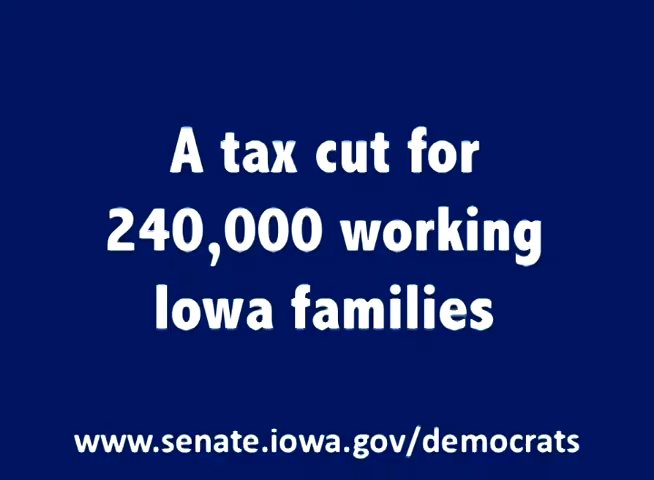 A tax cut for
240,000 working
Iowa families
www.senate.iowa.gov/democrats